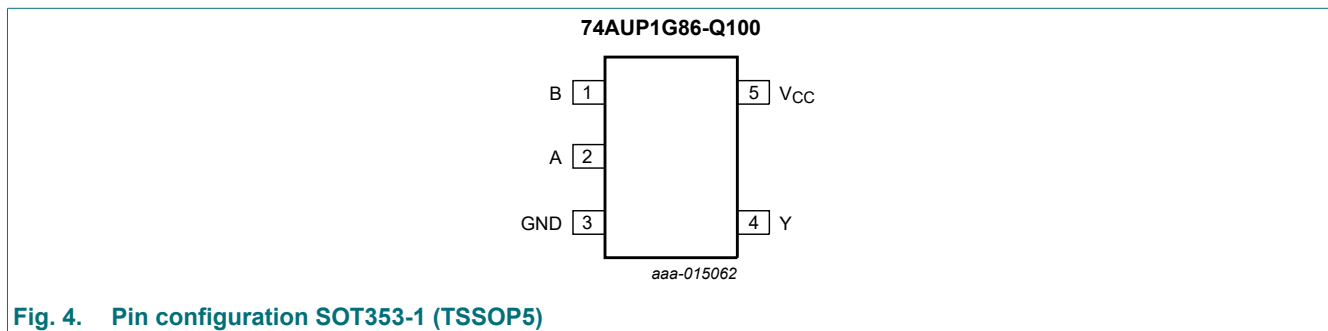 74AUP1G86-Q100
B 1
5 VCC
A 2
GND 3
4 Y
aaa-015062
Fig. 4. Pin configuration SOT353-1 (TSSOP5)